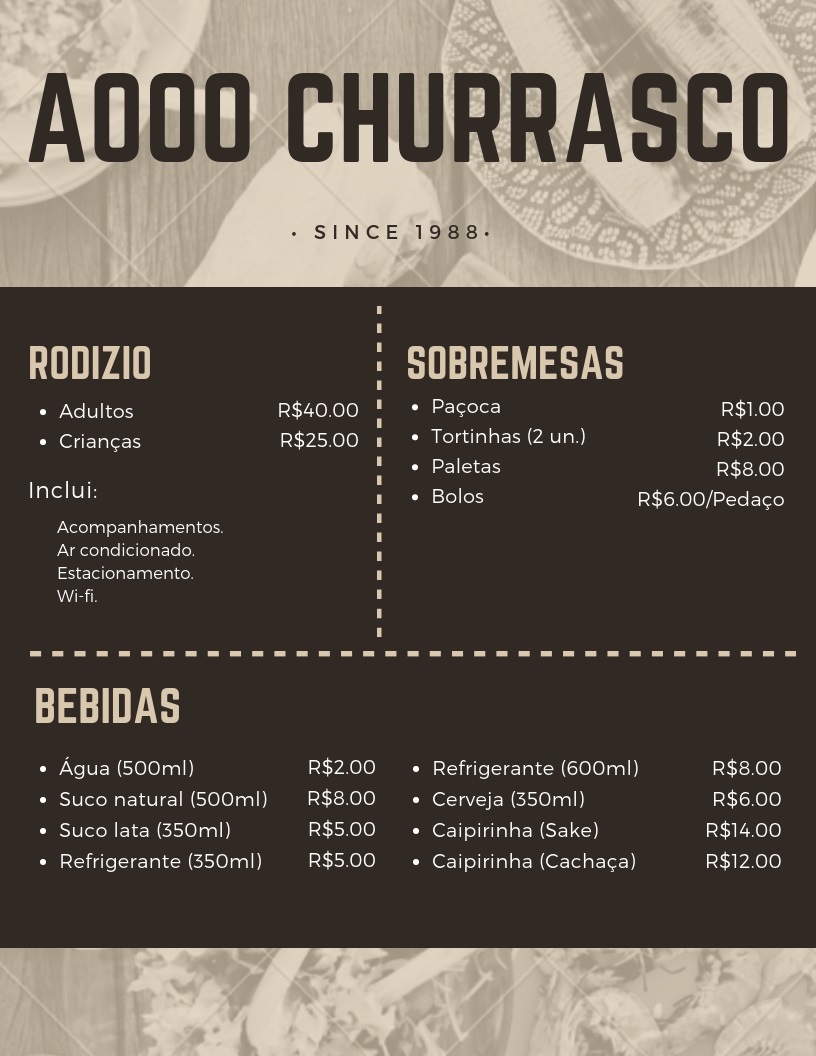 AOOO CHURRASCO
• SINCE 1988•
RODIZIO
• Adultos R$40.00
• Crianças R$25.00
Inclui:
Acompanhamentos.
Ar condicionado.
Estacionamento.
Wi-fi.
SOBREMESAS
• Paçoca R$1.00
• Tortinhas (2 un.) R$2.00
• Paletas R$8.00
• Bolos R$6.00/Pedaço
BEBIDAS
• Água (500ml) R$2.00
• Suco natural (500ml) R$8.00
• Suco lata (350ml) R$5.00
• Refrigerante (350ml) R$5.00
• Refrigerante (600ml) R$8.00
• Cerveja (350ml) R$6.00
• Caipirinha (Sake) R$14.00
• Caipirinha (Cachaça) R$12.00